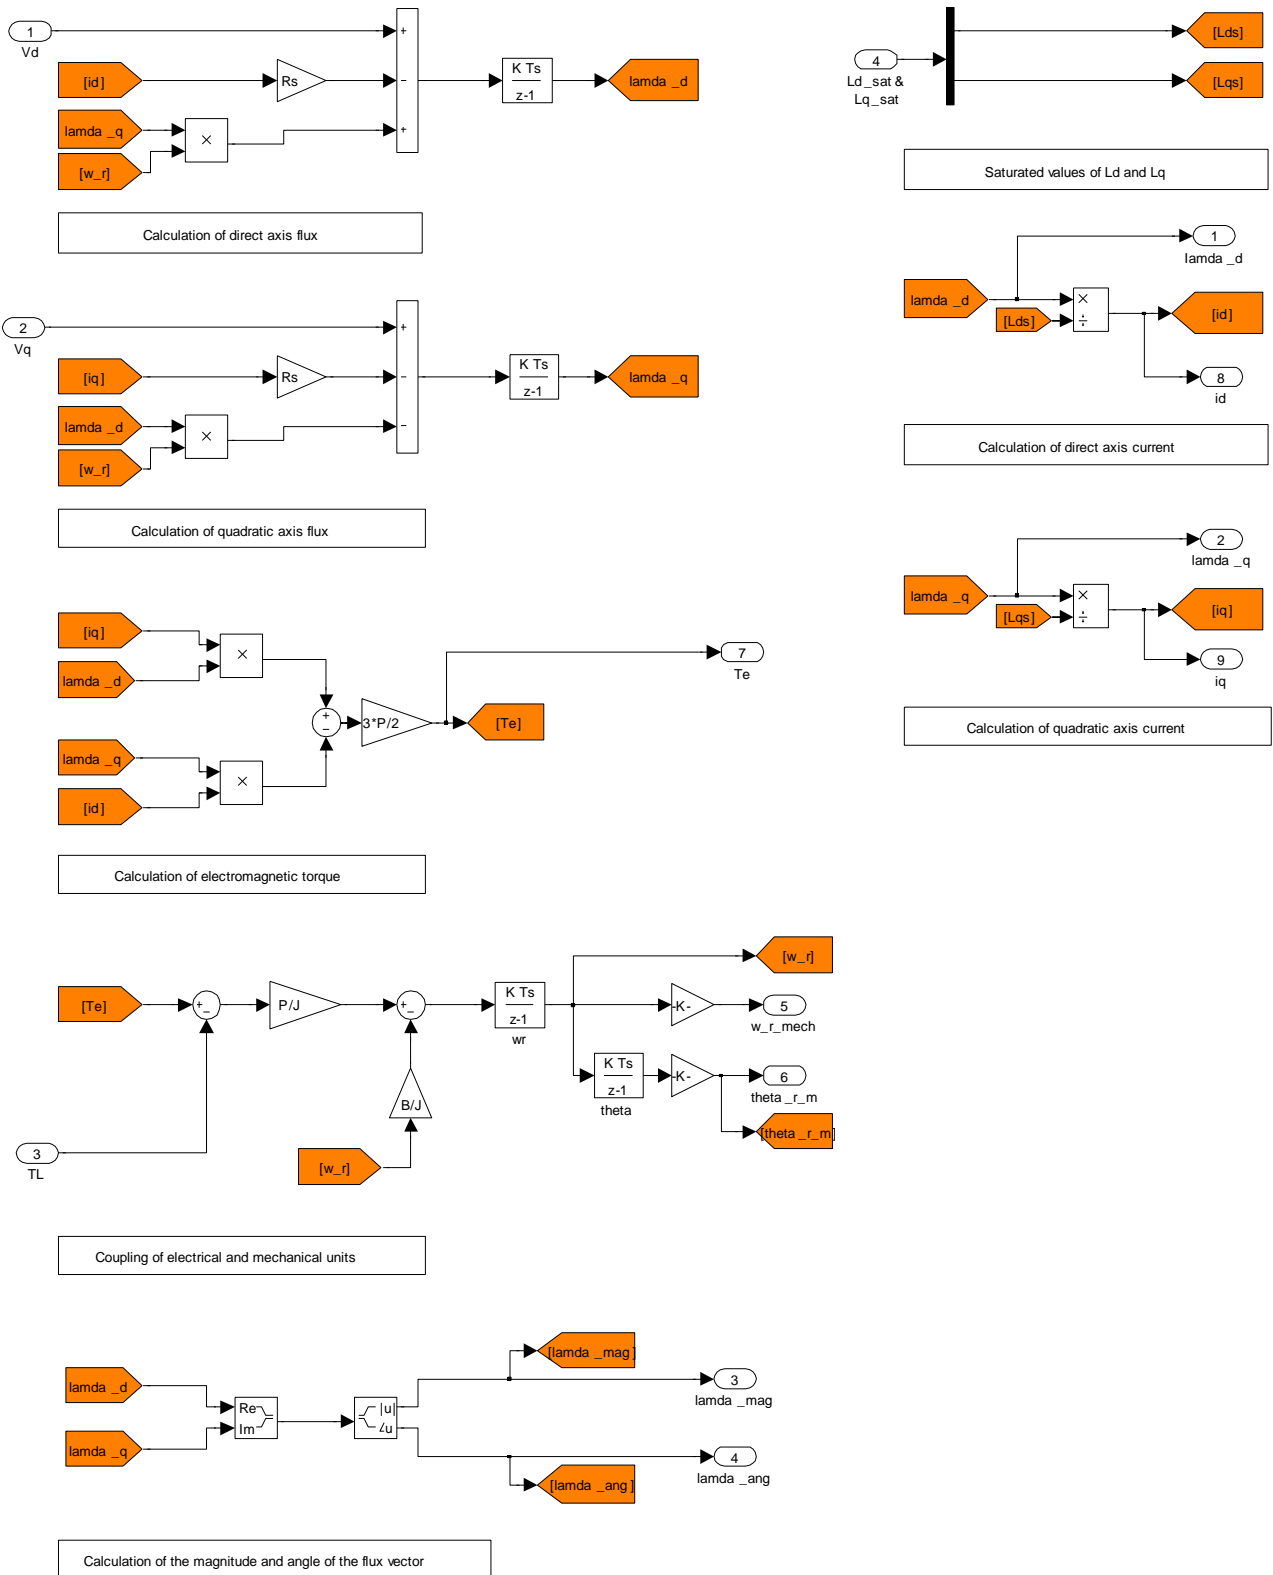 1
Vd
[id]
Rs
lamda _q
[w_r]
×
+
−
+
K Ts
z-1
lamda _d
Calculation of direct axis flux
4
Ld_sat &
Lq_sat
[Lds]
[Lqs]
Saturated values of Ld and Lq
2
Vq
[iq]
Rs
lamda _d
[w_r]
×
+
−
−
K Ts
z-1
lamda _q
Calculation of quadratic axis flux
1
lamda _d
lamda _d
[Lds]
×
÷
[id]
8
id
Calculation of direct axis current
2
lamda _q
lamda _q
[Lqs]
×
÷
[iq]
9
iq
Calculation of quadratic axis current
[iq]
lamda _d
×
lamda _q
[id]
×
+
−
3*P/2
[Te]
7
Te
Calculation of electromagnetic torque
[Te]
3
TL
+
−
P/J
+
−
B/J
[w_r]
K Ts
z-1
wr
[w_r]
-K-
5
w_r_mech
K Ts
z-1
theta
-K-
6
theta _r_m
[theta _r_m]
Coupling of electrical and mechanical units
lamda _d
lamda _q
Re
Im
|u|
∠u
[lamda _mag]
3
lamda _mag
4
lamda _ang
[lamda _ang]
Calculation of the magnitude and angle of the flux vector